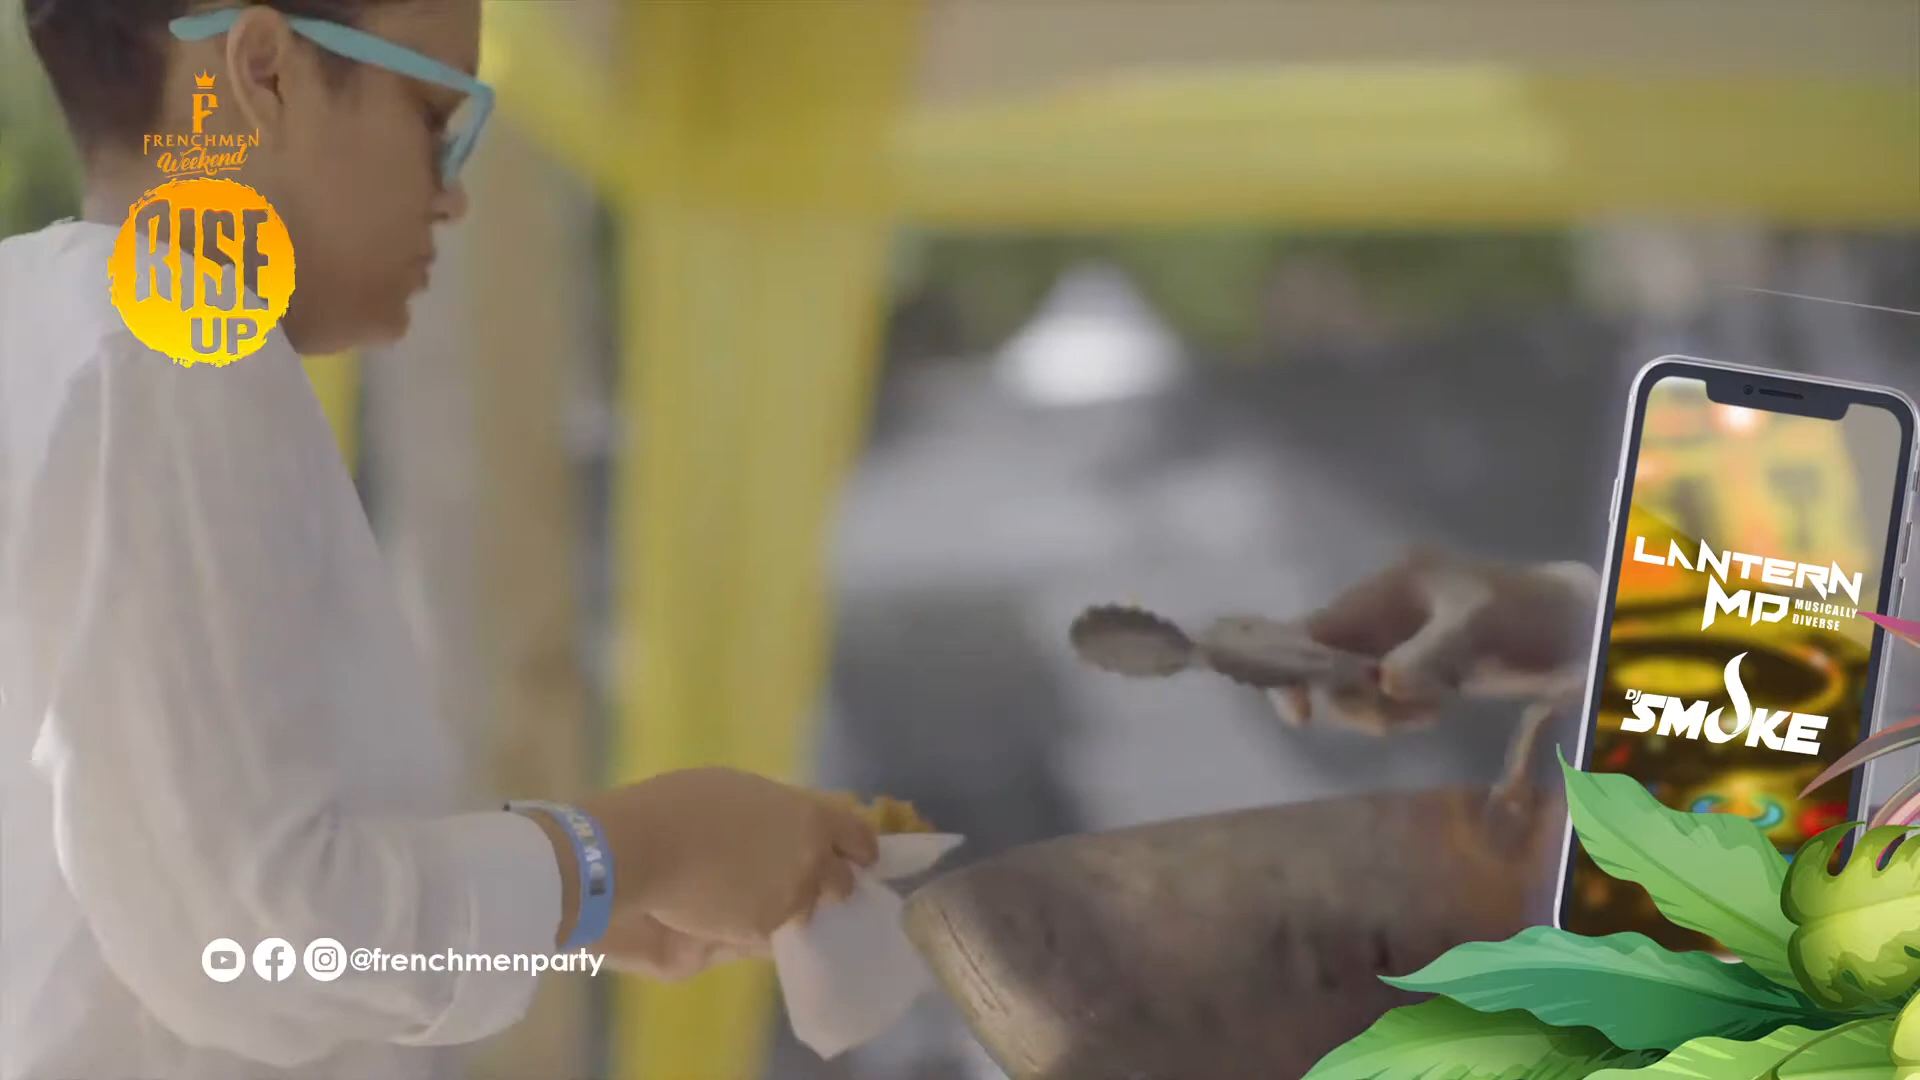 F
FRENCHMEN
Weekend
RISE
UP
LANTERN
MD MUSICALLY
DIVERSE
DJ
SMOKE
@frenchmenparty